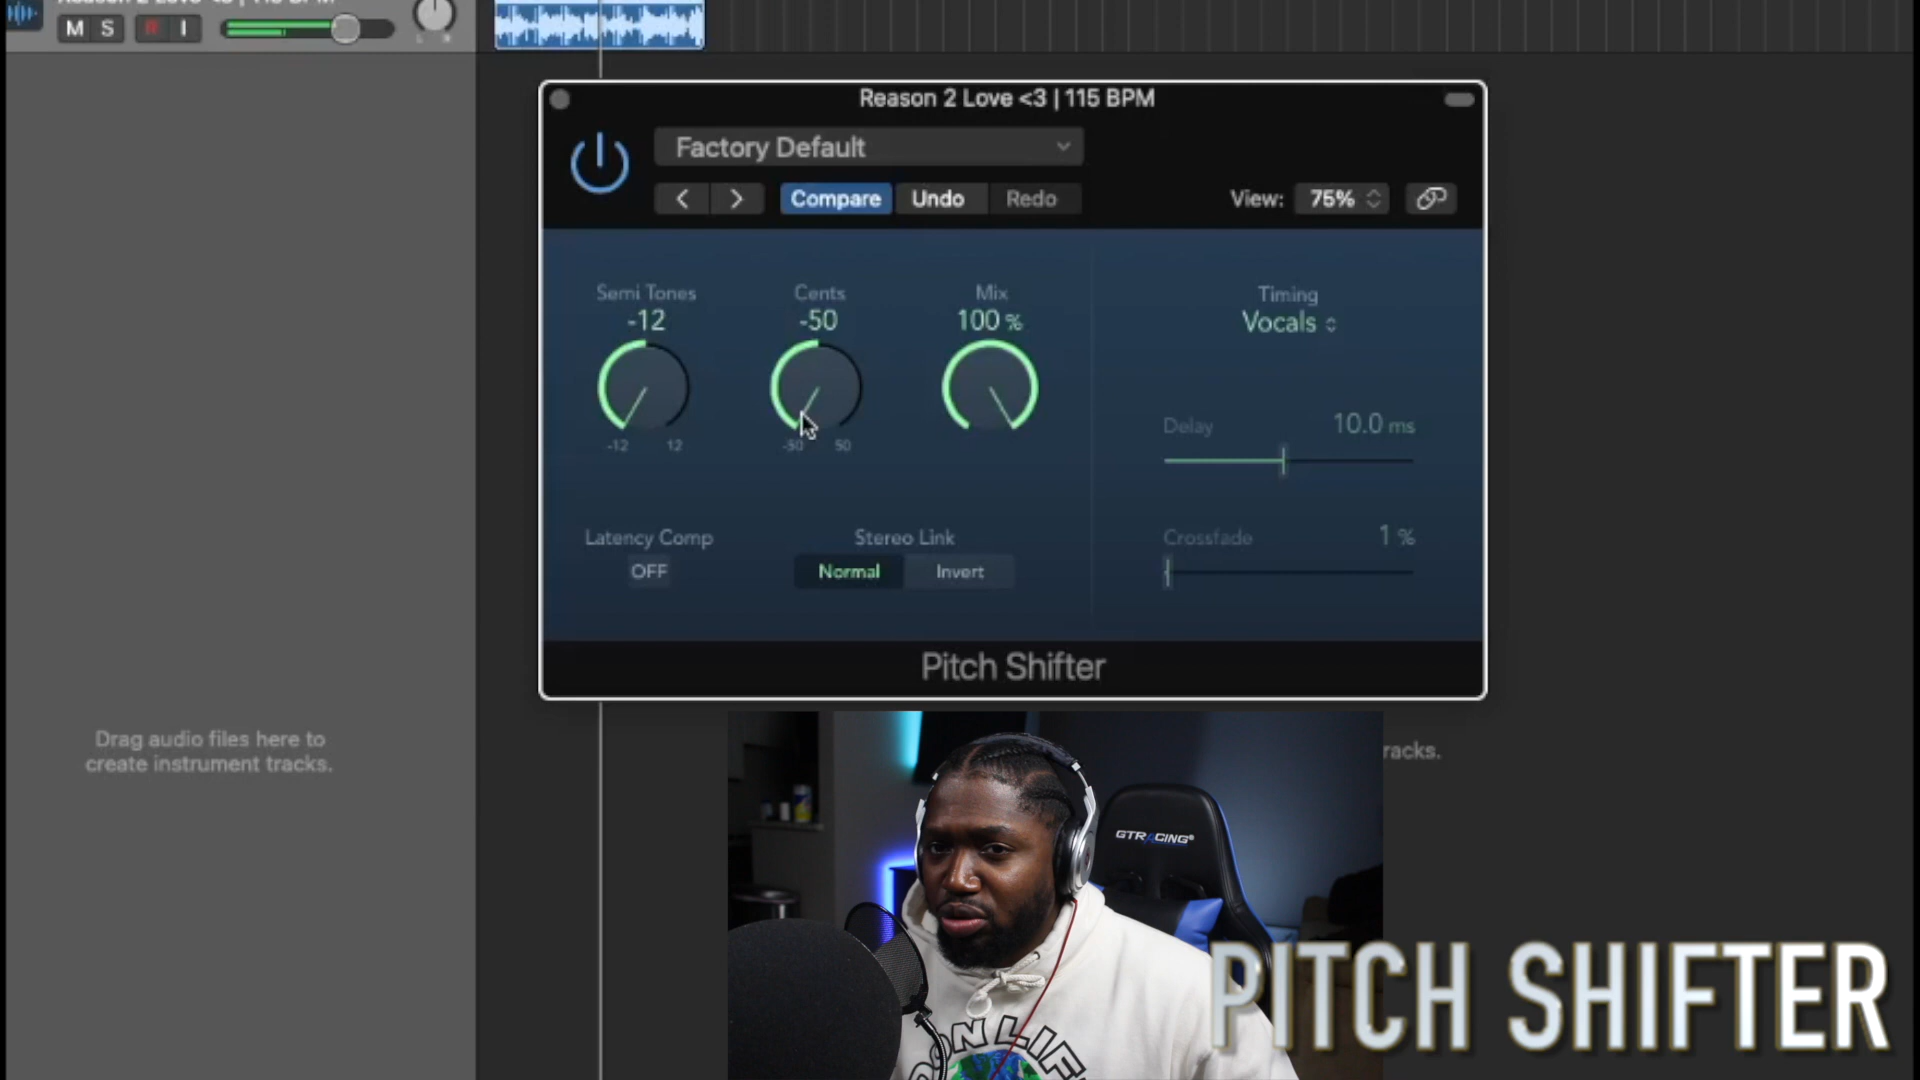 M S R I
Reason 2 Love <3 | 115 BPM
Factory Default
Compare Undo Redo
View: 75%
Semi Tones Cents Mix
-12 -50 100 %
-12 12 -50 50
Timing
Vocals
Delay 10.0 ms
Latency Comp Stereo Link
OFF Normal Invert
Crossfade 1 %
Pitch Shifter
Drag audio files here to
create instrument tracks.
racks.
GTRACING
PITCH SHIFTER